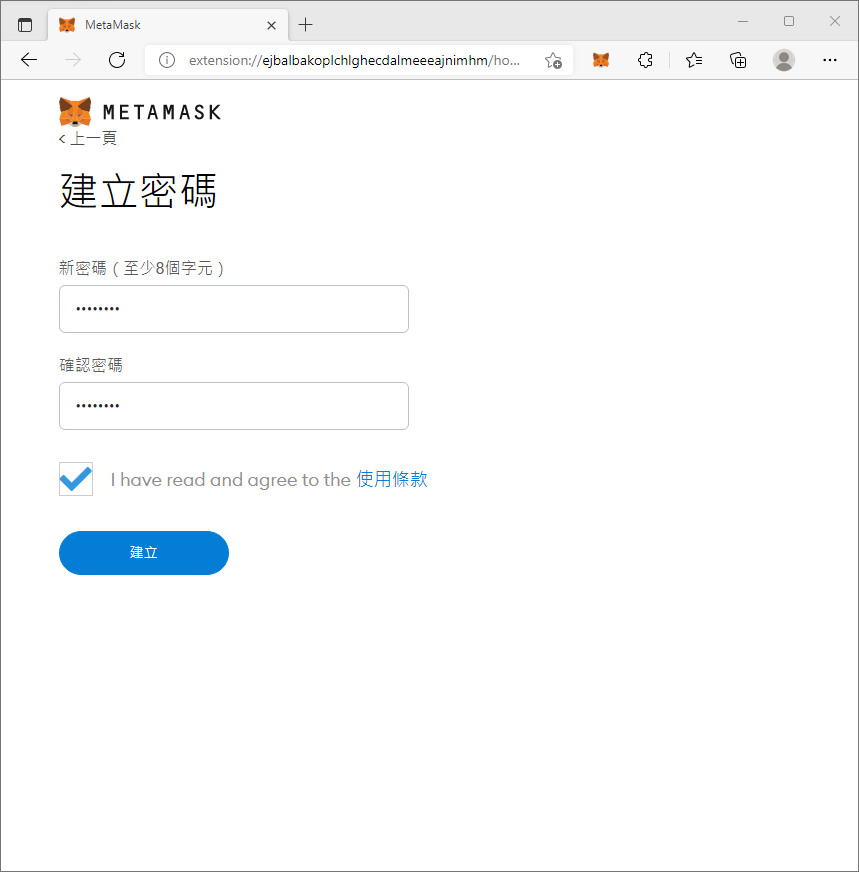 MetaMask
extension://ejbalbakoplchlghecdalmeeeajnimhm/ho...
METAMASK
< 上一頁
建立密碼
新密碼（至少8個字元）
••••••••
確認密碼
••••••••
I have read and agree to the 使用條款
建立